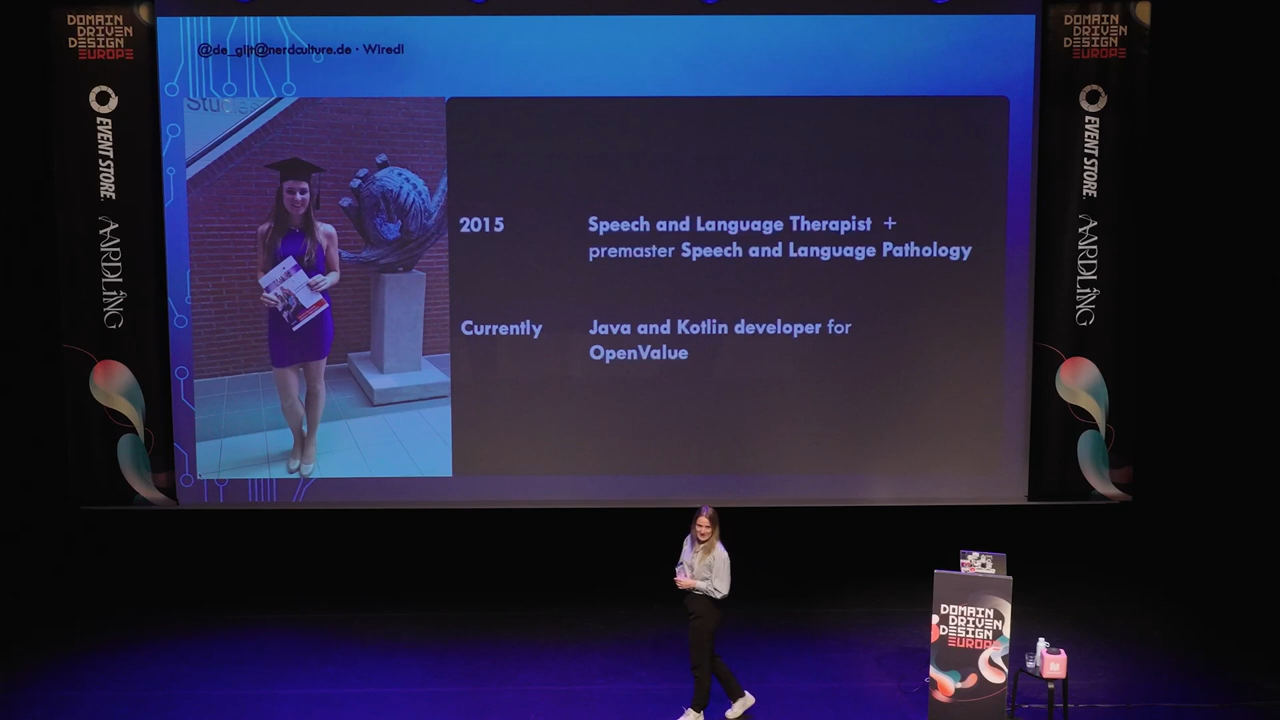 DOMAIN
DRIVEN
DESIGN
EUROPE
EVENT STORE.
AARDLING
@de_gijt@nerdculture.de · Wiredl
Studies
2015
Speech and Language Therapist +
premaster Speech and Language Pathology
Currently
Java and Kotlin developer for
OpenValue
DOMAIN
DRIVEN
DESIGN
EUROPE
EVENT STORE.
AARDLING
DOMAIN
DRIVEN
DESIGN
EUROPE